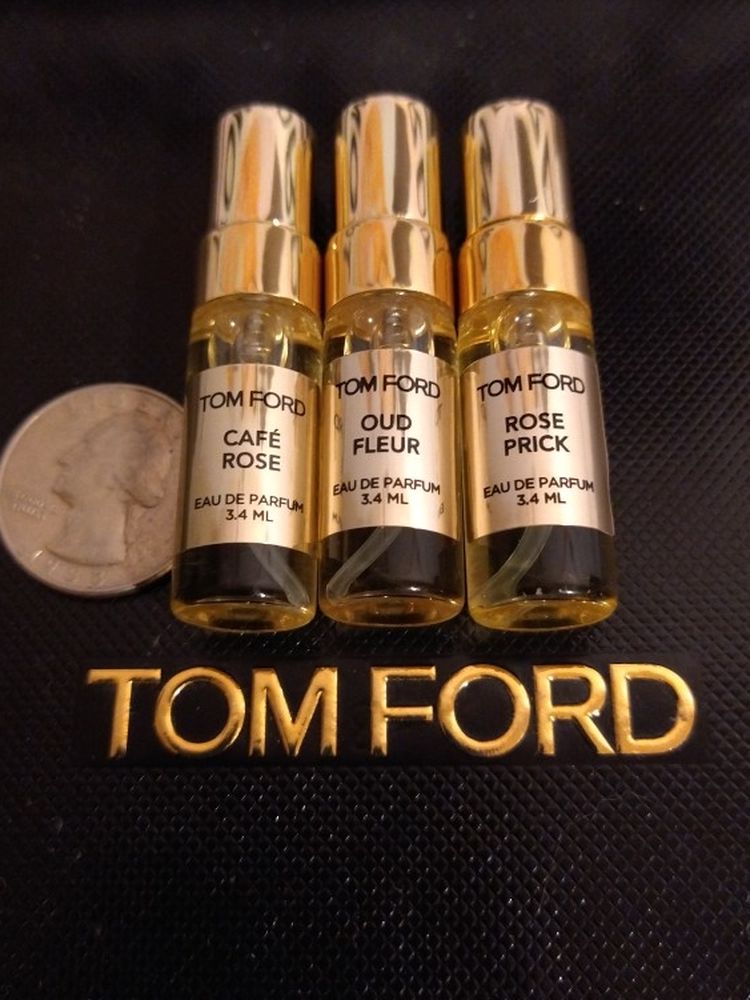 TOM FORD
CAFÉ
ROSE
EAU DE PARFUM
3.4 ML
TOM FORD
OUD
FLEUR
EAU DE PARFUM
3.4 ML
TOM FORD
ROSE
PRICK
EAU DE PARFUM
3.4 ML
TOM FORD